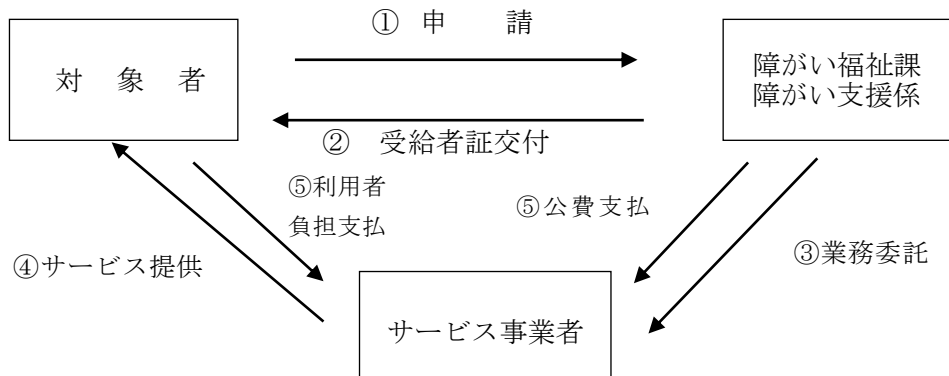 ① 申　　請
対　象　者
障がい福祉課
障がい支援係
②　受給者証交付
⑤利用者
負担支払
⑤公費支払
④サービス提供
③業務委託
サービス事業者